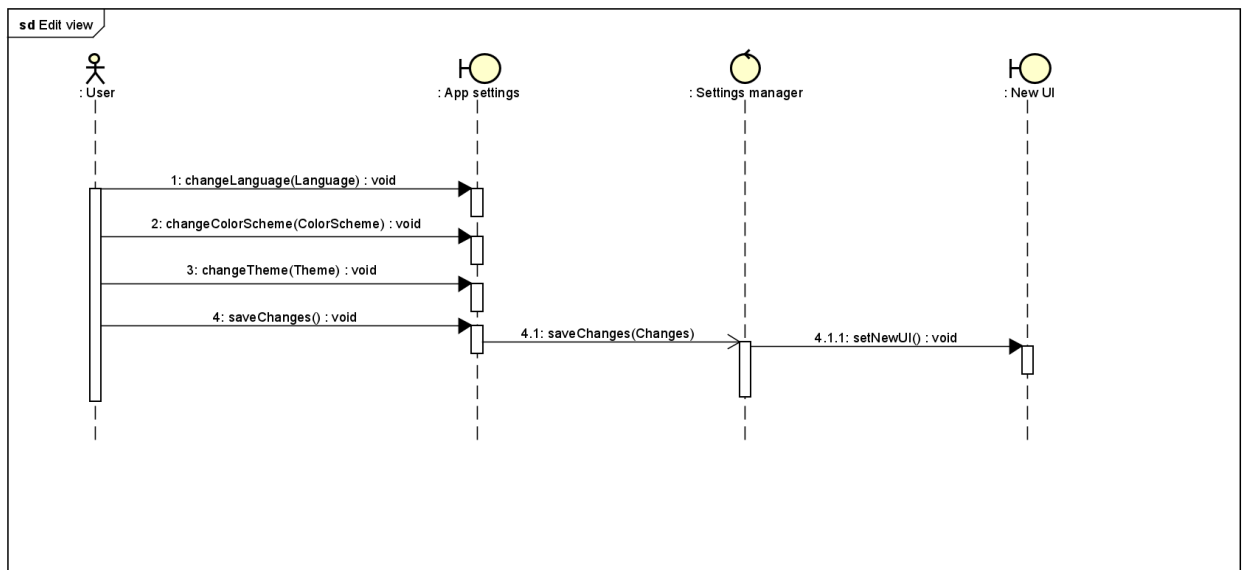 sd Edit view
: User
: App settings
: Settings manager
: New UI
1: changeLanguage(Language) : void
2: changeColorScheme(ColorScheme) : void
3: changeTheme(Theme) : void
4: saveChanges() : void
4.1: saveChanges(Changes)
4.1.1: setNewUI() : void